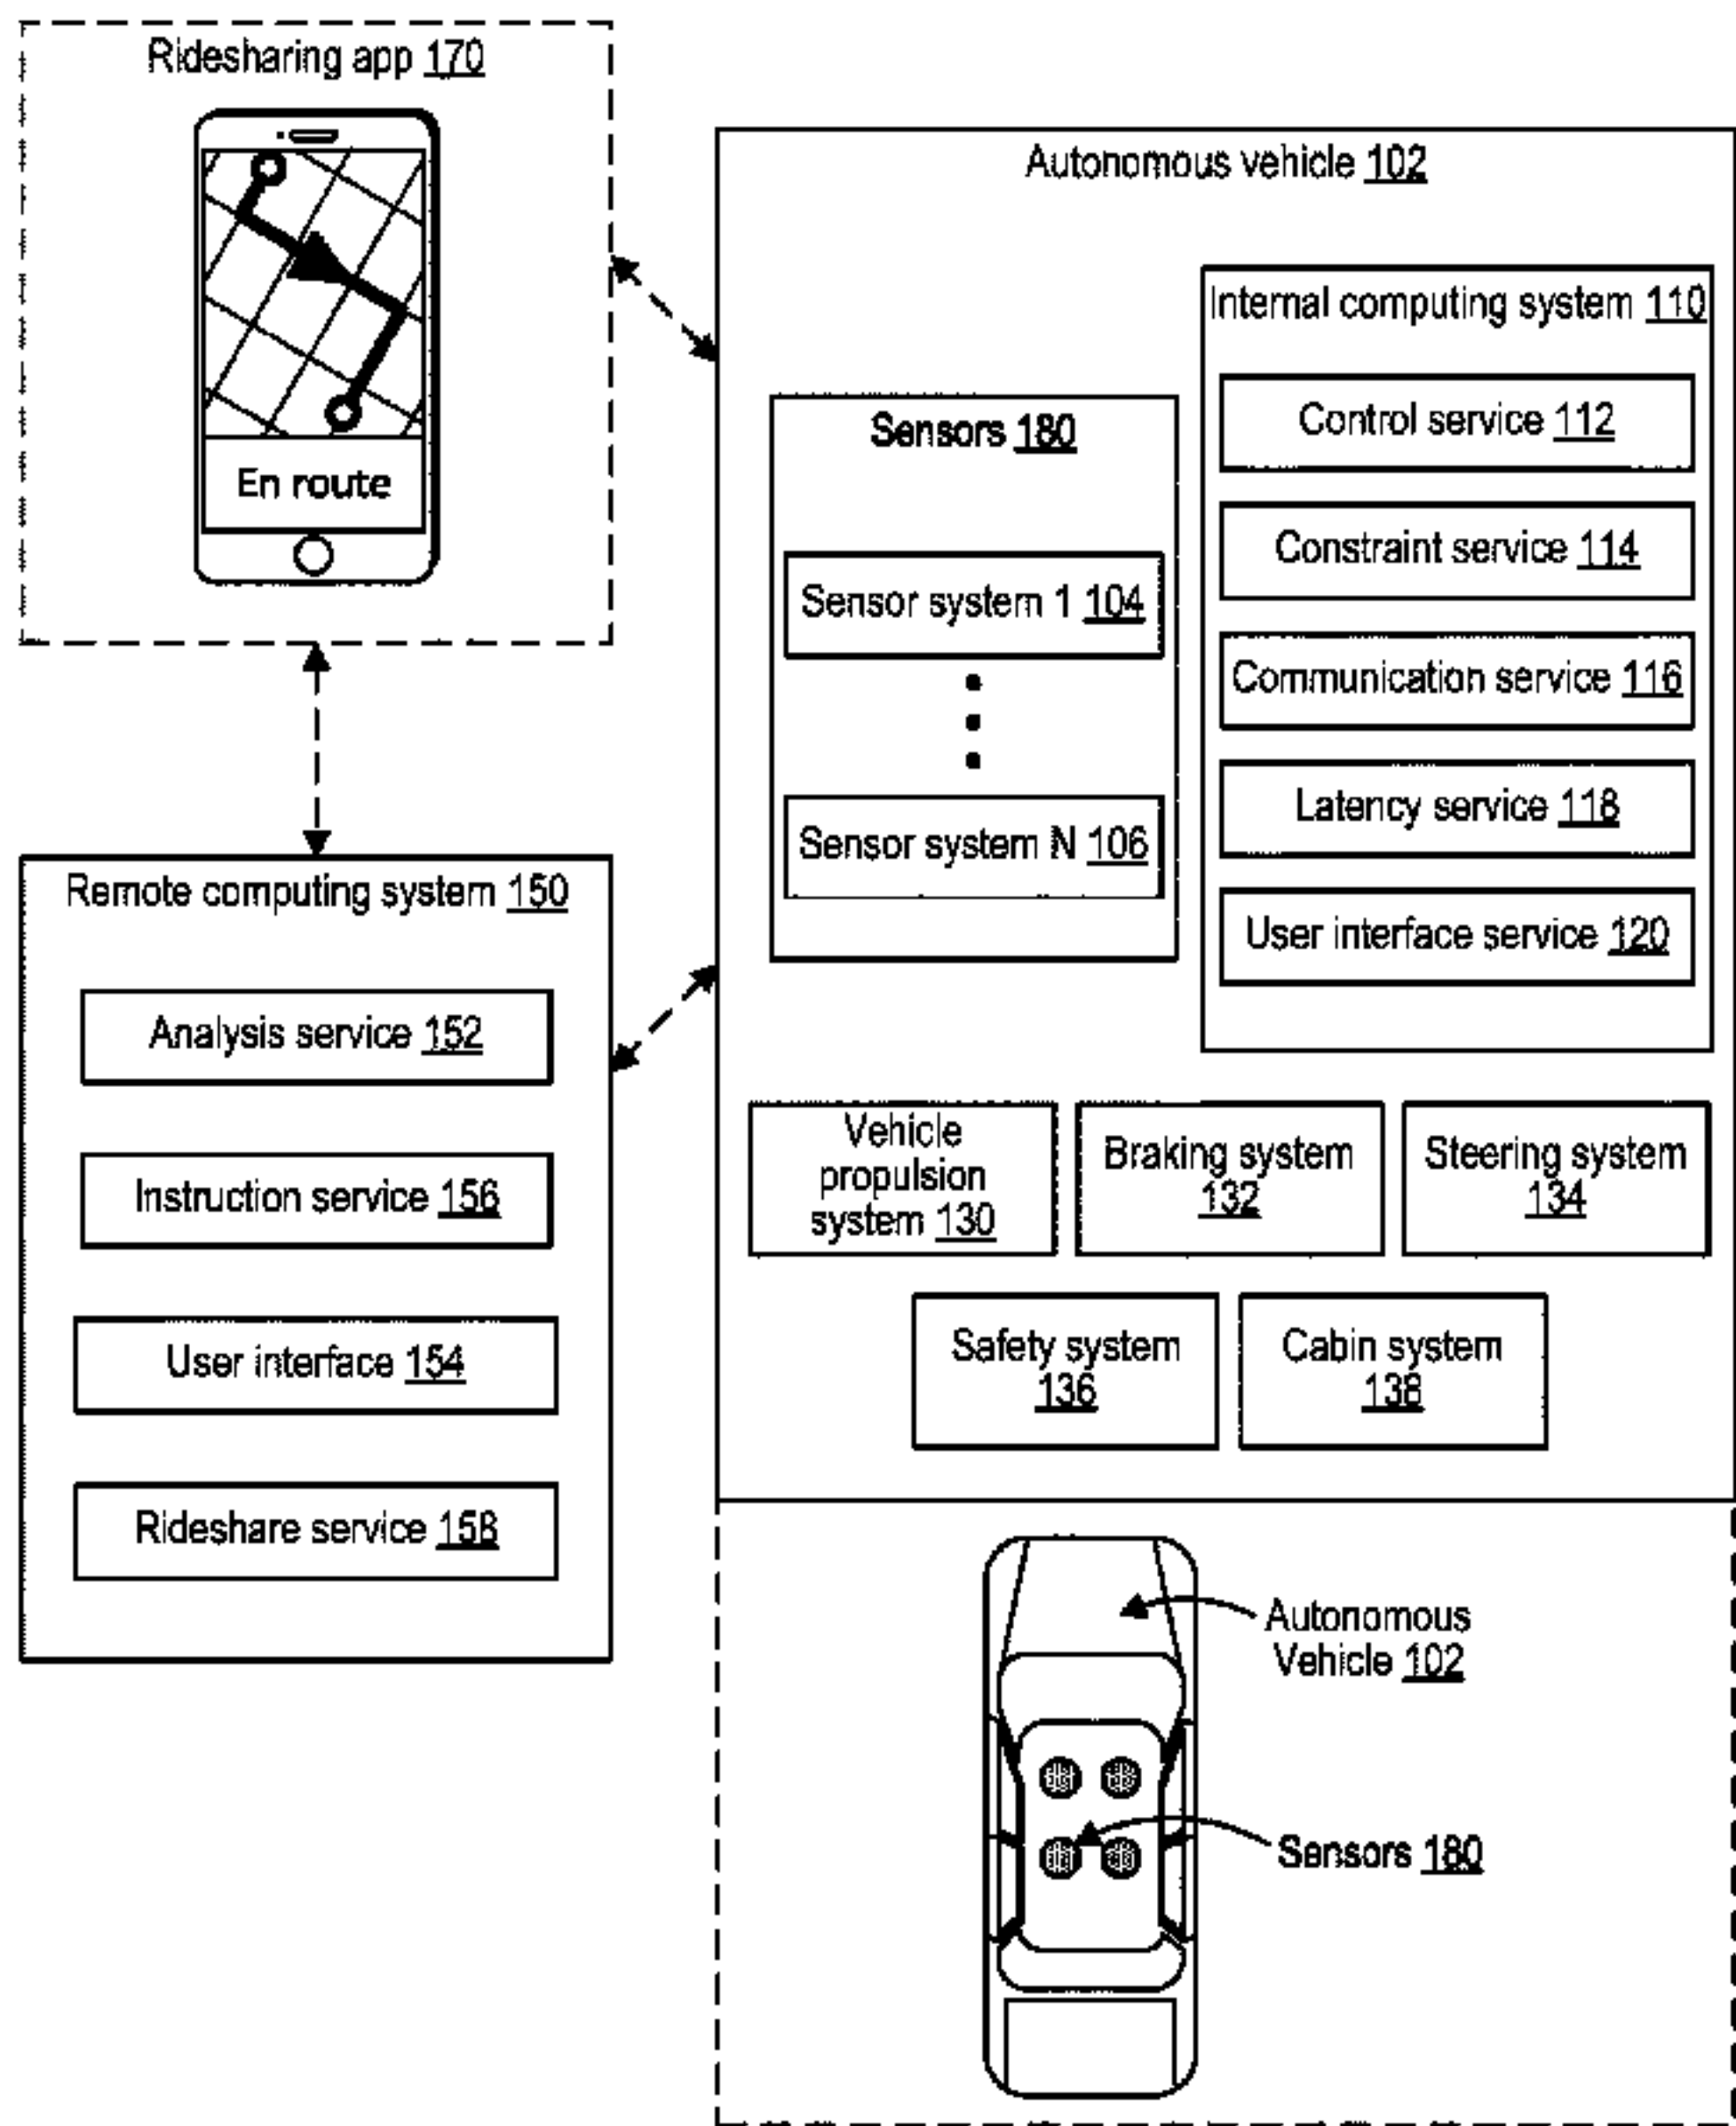 Ridesharing app 170
En route
Autonomous vehicle 102
Internal computing system 110
Control service 112
Constraint service 114
Communication service 116
Latency service 118
User interface service 120
Sensors 180
Sensor system 1 104
Sensor system N 106
Remote computing system 150
Analysis service 152
Instruction service 156
User interface 154
Rideshare service 158
Vehicle
propulsion
system 130
Braking system
132
Steering system
134
Safety system
136
Cabin system
138
Autonomous
Vehicle 102
Sensors 180